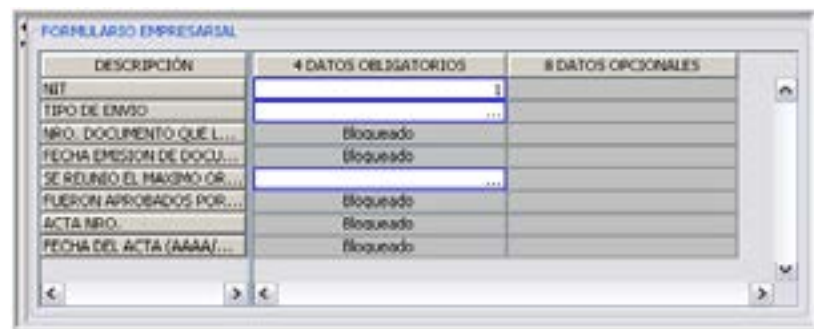 FORMULARIO EMPRESARIAL
DESCRIPCIÓN 4 DATOS OBLIGATORIOS 8 DATOS OPCIONALES
NIT 1
TIPO DE ENVIO ...
NRO. DOCUMENTO QUE L... Bloqueado
FECHA EMISION DE DOCU... Bloqueado
SE REUNIO EL MAXIMO OR... ...
FUERON APROBADOS POR... Bloqueado
ACTA NRO. Bloqueado
FECHA DEL ACTA (AAAA/... Bloqueado